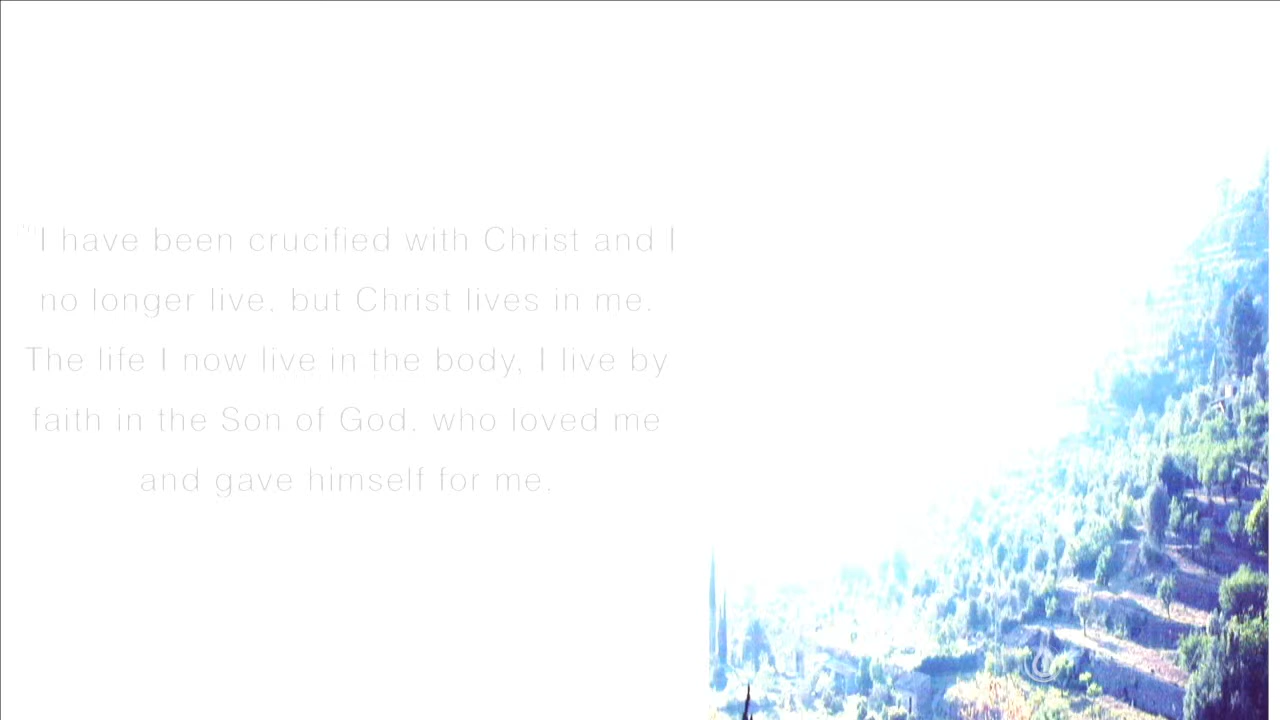 "I have been crucified with Christ and I
no longer live, but Christ lives in me.
The life I now live in the body, I live by
faith in the Son of God, who loved me
and gave himself for me.